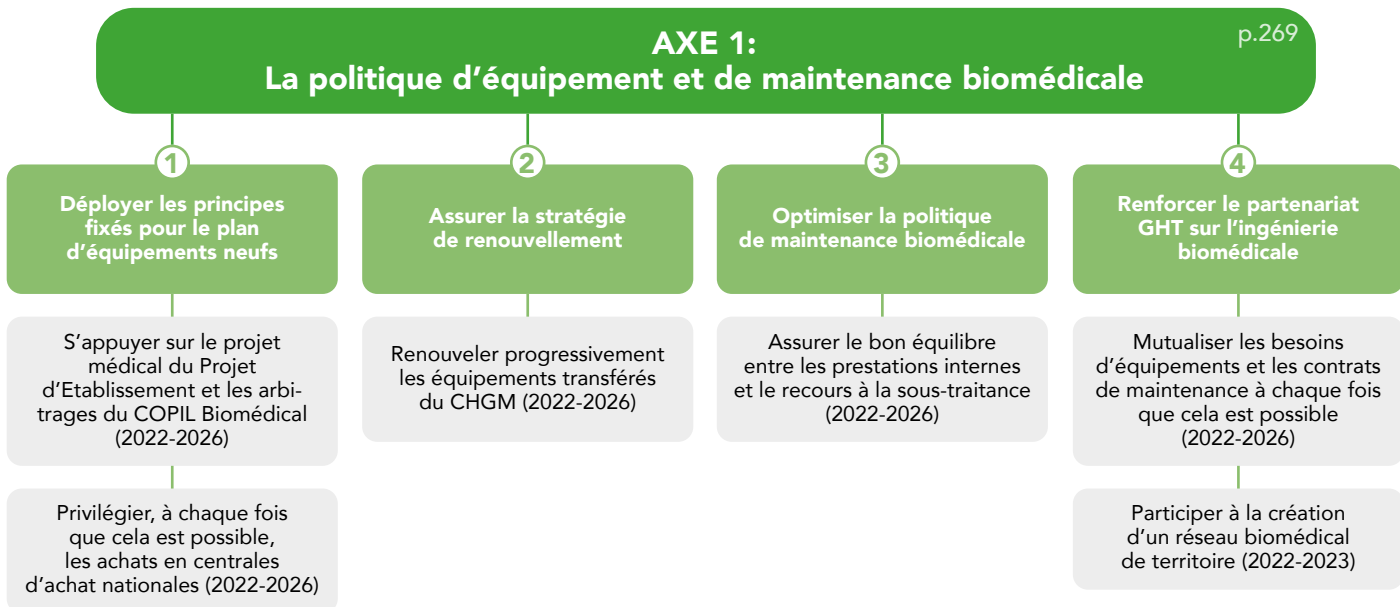 AXE 1:
p.269
La politique d'équipement et de maintenance biomédicale
1
Déployer les principes
fixés pour le plan
d'équipements neufs
S'appuyer sur le projet
médical du Projet
d'Etablissement et les arbi-
trages du COPIL Biomédical
(2022-2026)
Privilégier, à chaque fois
que cela est possible,
les achats en centrales
d'achat nationales (2022-2026)
2
Assurer la stratégie
de renouvellement
Renouveler progressivement
les équipements transférés
du CHGM (2022-2026)
3
Optimiser la politique
de maintenance biomédicale
Assurer le bon équilibre
entre les prestations internes
et le recours à la sous-traitance
(2022-2026)
4
Renforcer le partenariat
GHT sur l'ingénierie
biomédicale
Mutualiser les besoins
d'équipements et les contrats
de maintenance à chaque fois
que cela est possible
(2022-2026)
Participer à la création
d'un réseau biomédical
de territoire (2022-2023)